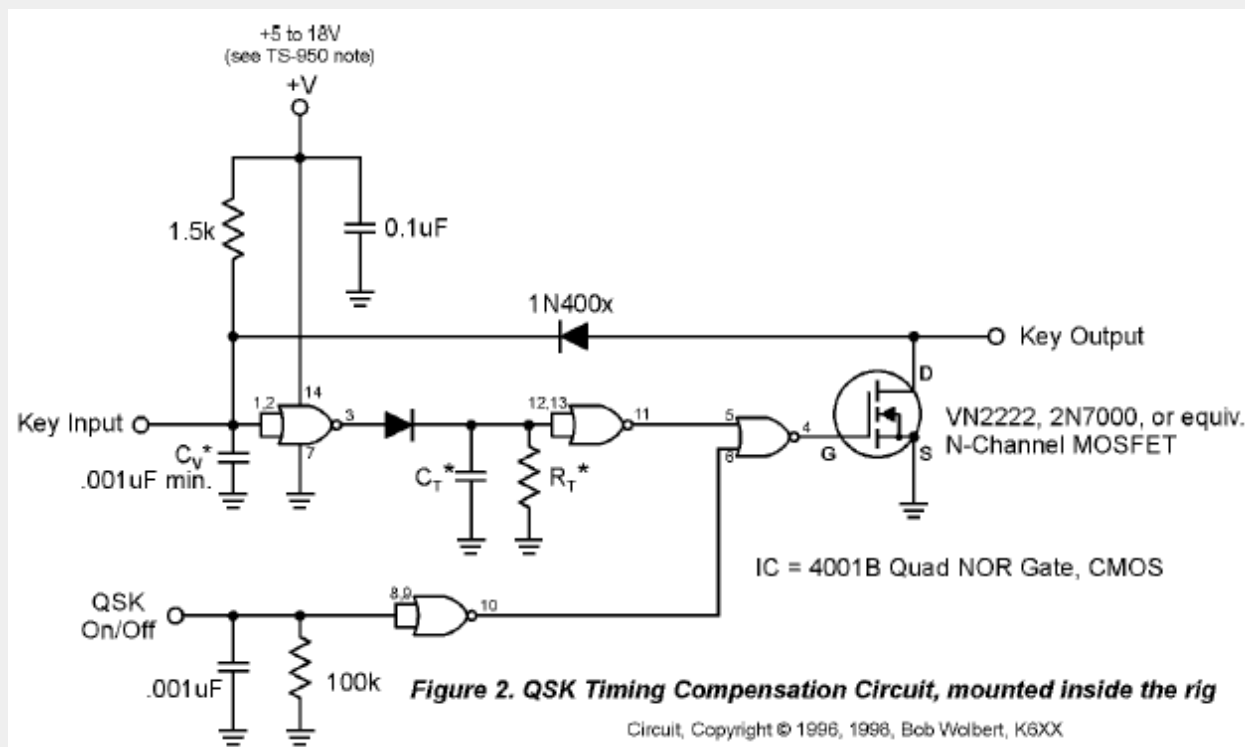 +5 to 18V
(see TS-950 note)
+V
1.5k
0.1uF
1N400x
Key Output
D
1,2
14
3
12,13
11
5
6
4
G
S
VN2222, 2N7000, or equiv.
N-Channel MOSFET
Key Input
7
Cv*
.001uF min.
CT*
RT*
IC = 4001B Quad NOR Gate, CMOS
8,9
10
QSK
On/Off
.001uF
100k
Figure 2. QSK Timing Compensation Circuit, mounted inside the rig
Circuit, Copyright © 1996, 1998, Bob Wolbert, K6XX